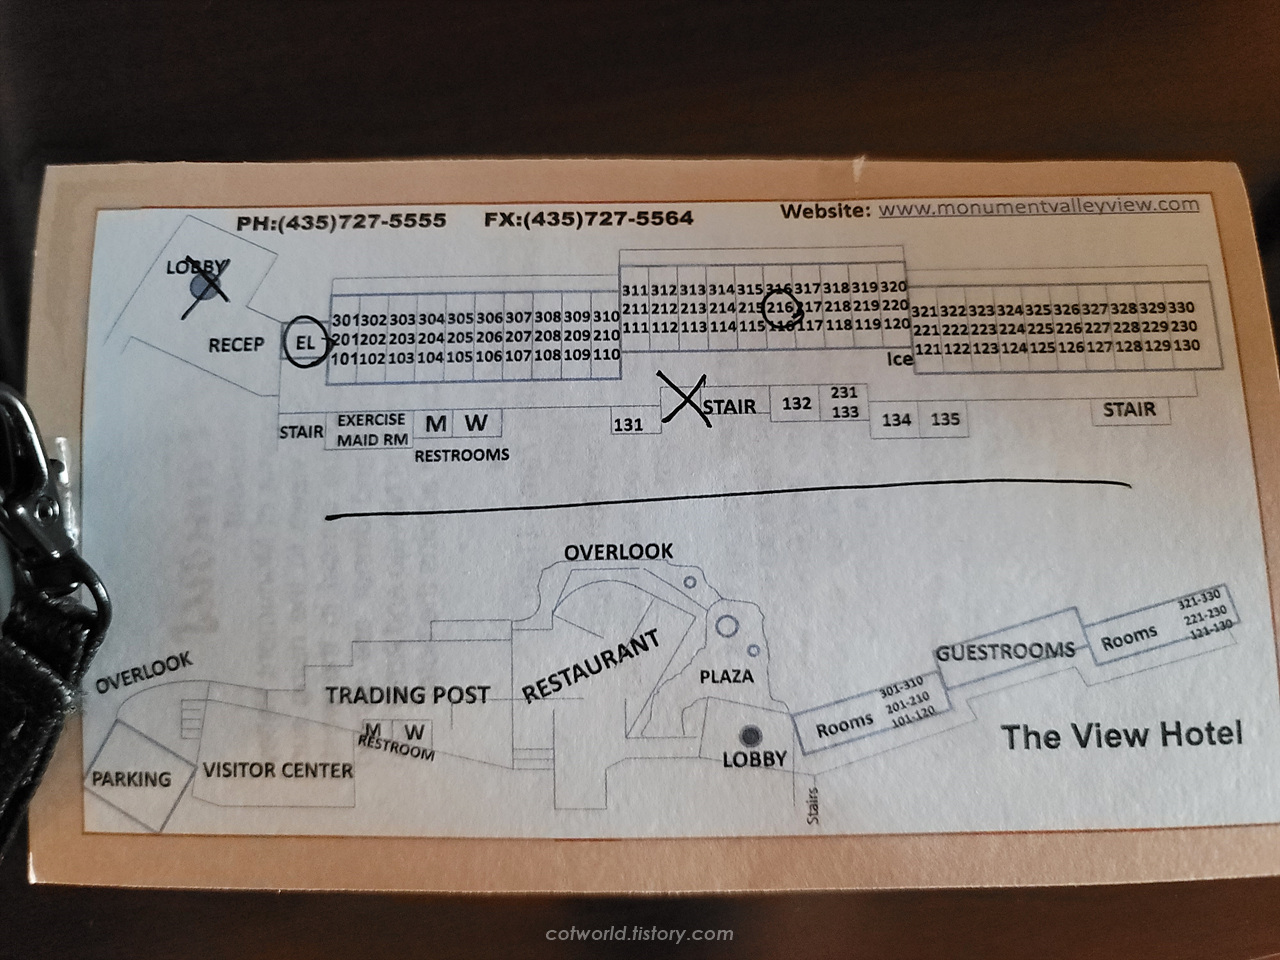 PH:(435)727-5555 FX:(435)727-5564 Website: www.monumentvalleyview.com
LOBBY
RECEP
EL
301 302 303 304 305 306 307 308 309 310
201 202 203 204 205 206 207 208 209 210
101 102 103 104 105 106 107 108 109 110
311 312 313 314 315 316 317 318 319 320
211 212 213 214 215 216 217 218 219 220
111 112 113 114 115 116 117 118 119 120
321 322 323 324 325 326 327 328 329 330
221 222 223 224 225 226 227 228 229 230
121 122 123 124 125 126 127 128 129 130
Ice
STAIR
EXERCISE
MAID RM
M W
RESTROOMS
131
STAIR
132
231
133
134 135
STAIR
OVERLOOK
OVERLOOK
TRADING POST
RESTAURANT
PLAZA
M W
RESTROOM
PARKING
VISITOR CENTER
LOBBY
Stairs
Rooms
301-310
201-210
101-120
GUESTROOMS
Rooms
321-330
221-230
121-130
The View Hotel
cotworld.tistory.com